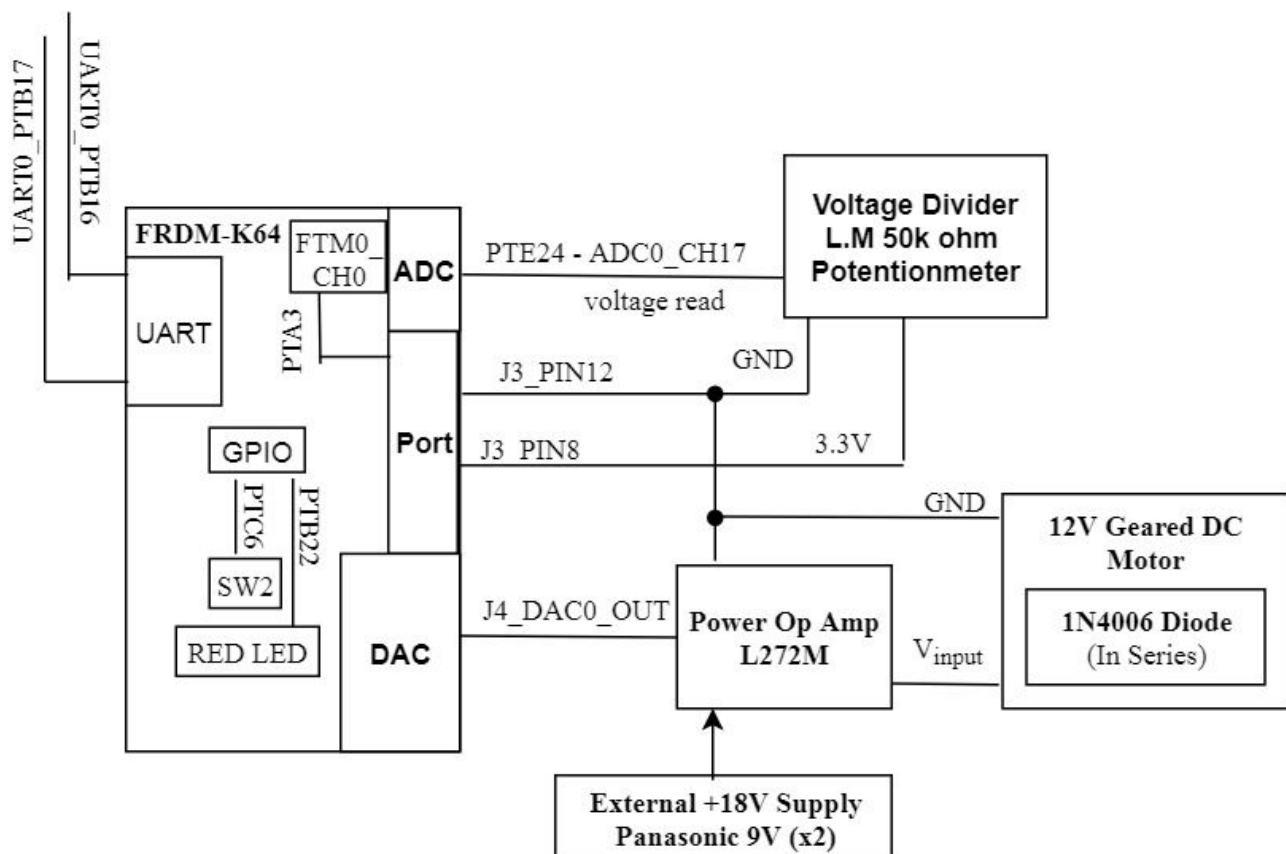 UART0_PTB17
UART0_PTB16
FRDM-K64
FTM0_
CH0
ADC
PTE24 - ADC0_CH17
voltage read
Voltage Divider
L.M 50k ohm
Potentionmeter
UART
PTA3
GND
J3_PIN12
Port
J3_PIN8
3.3V
GPIO
PTC6
PTB22
SW2
RED LED
DAC
J4_DAC0_OUT
Power Op Amp
L272M
GND
12V Geared DC
Motor
1N4006 Diode
(In Series)
Vinput
External +18V Supply
Panasonic 9V (x2)